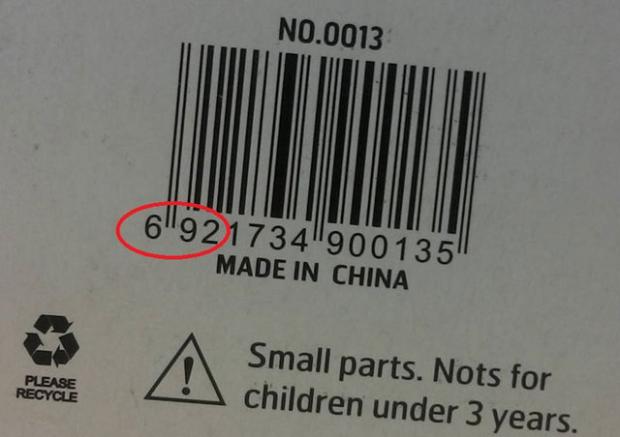 NO.0013
6 921734 900135
MADE IN CHINA
PLEASE
RECYCLE
!
Small parts. Nots for
children under 3 years.